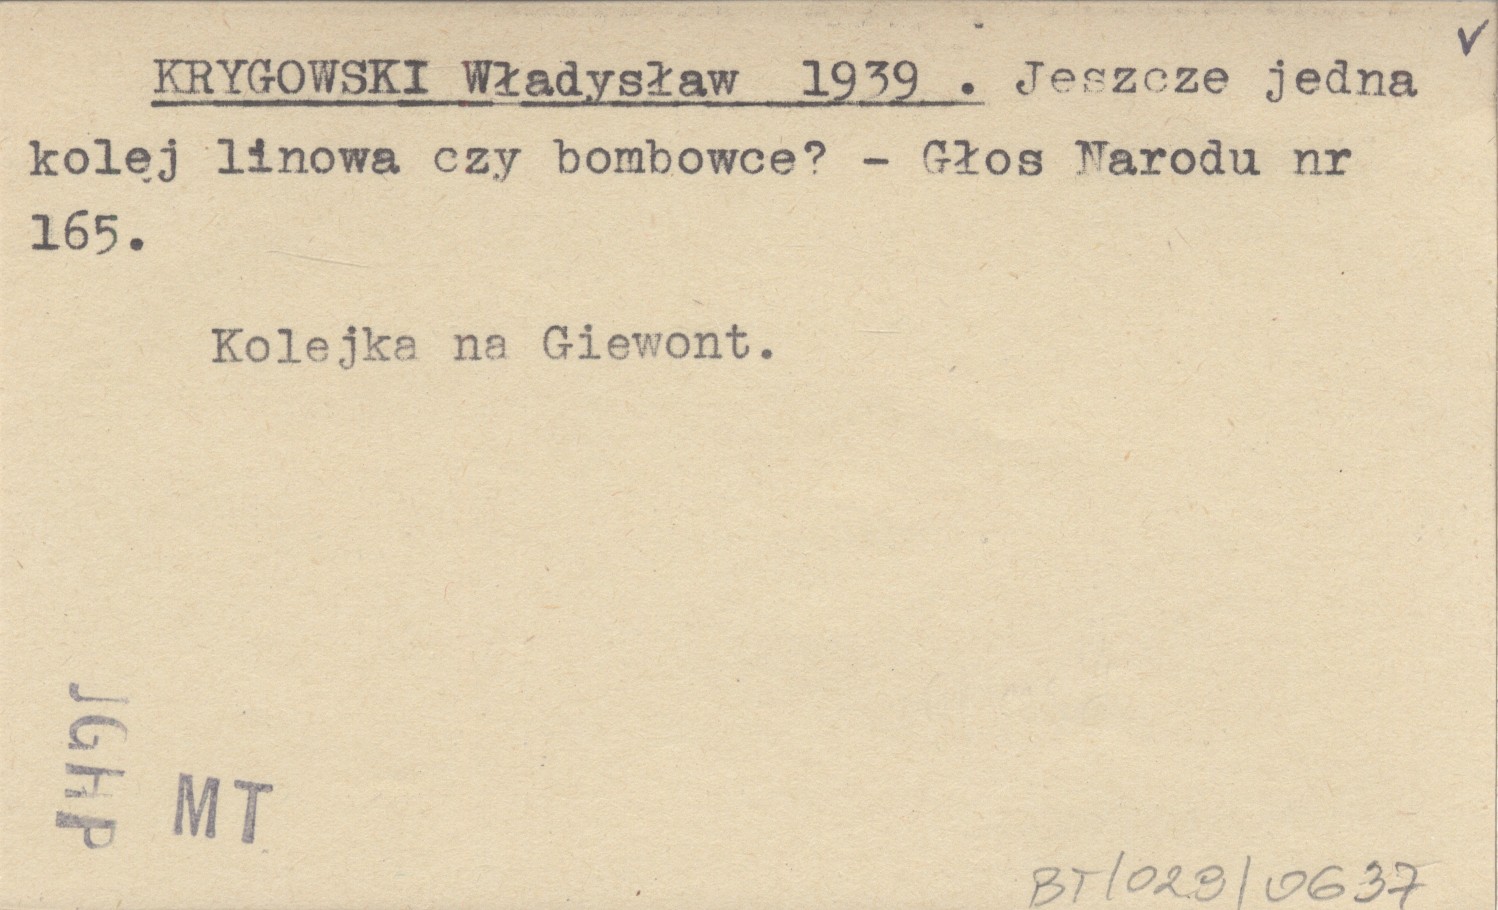 KRYGOWSKI Władysław 1939 . Jeszcze jedna
kolej linowa czy bombowce? - Głos Narodu nr
165.
Kolejka na Giewont.
JGHP
MT
BT/029/0637